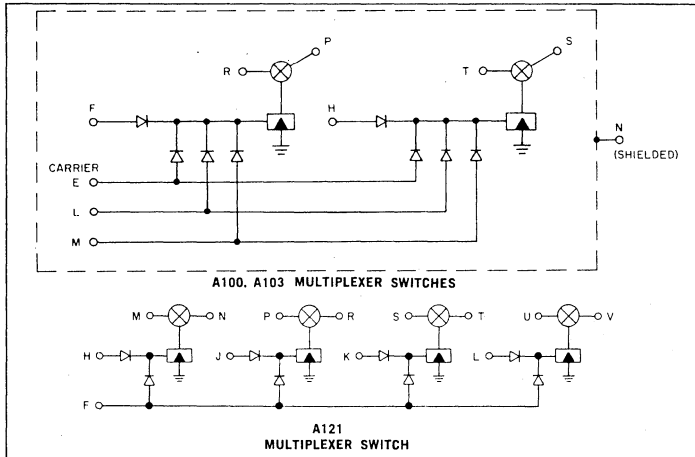 P
S
R
T
F
H
N
(SHIELDED)
CARRIER
E
L
M
A100, A103 MULTIPLEXER SWITCHES
M N P R S T U V
H J K L
F
A121
MULTIPLEXER SWITCH